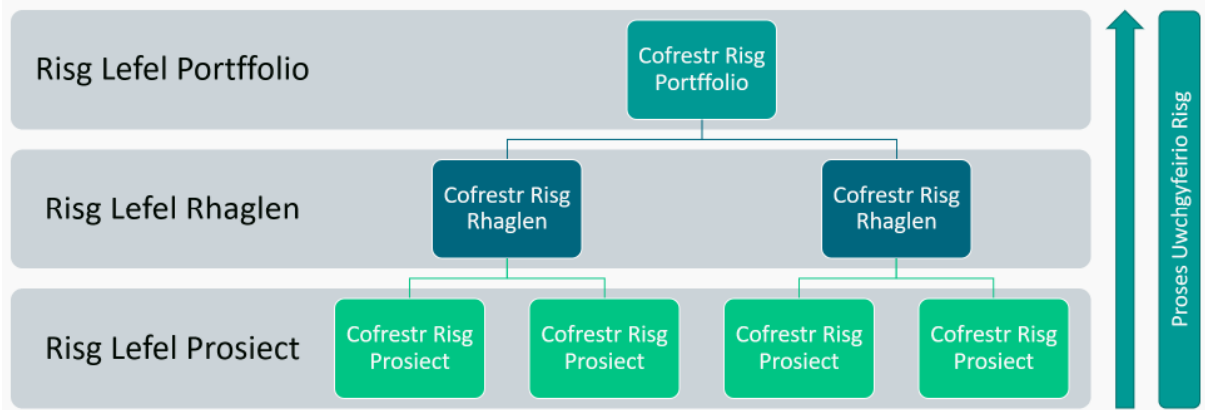 Risg Lefel Portffolio
Cofrestr Risg
Portffolio
Risg Lefel Rhaglen
Cofrestr Risg
Rhaglen
Cofrestr Risg
Rhaglen
Risg Lefel Prosiect
Cofrestr Risg
Prosiect
Cofrestr Risg
Prosiect
Cofrestr Risg
Prosiect
Cofrestr Risg
Prosiect
Proses Uwchgyfeirio Risg